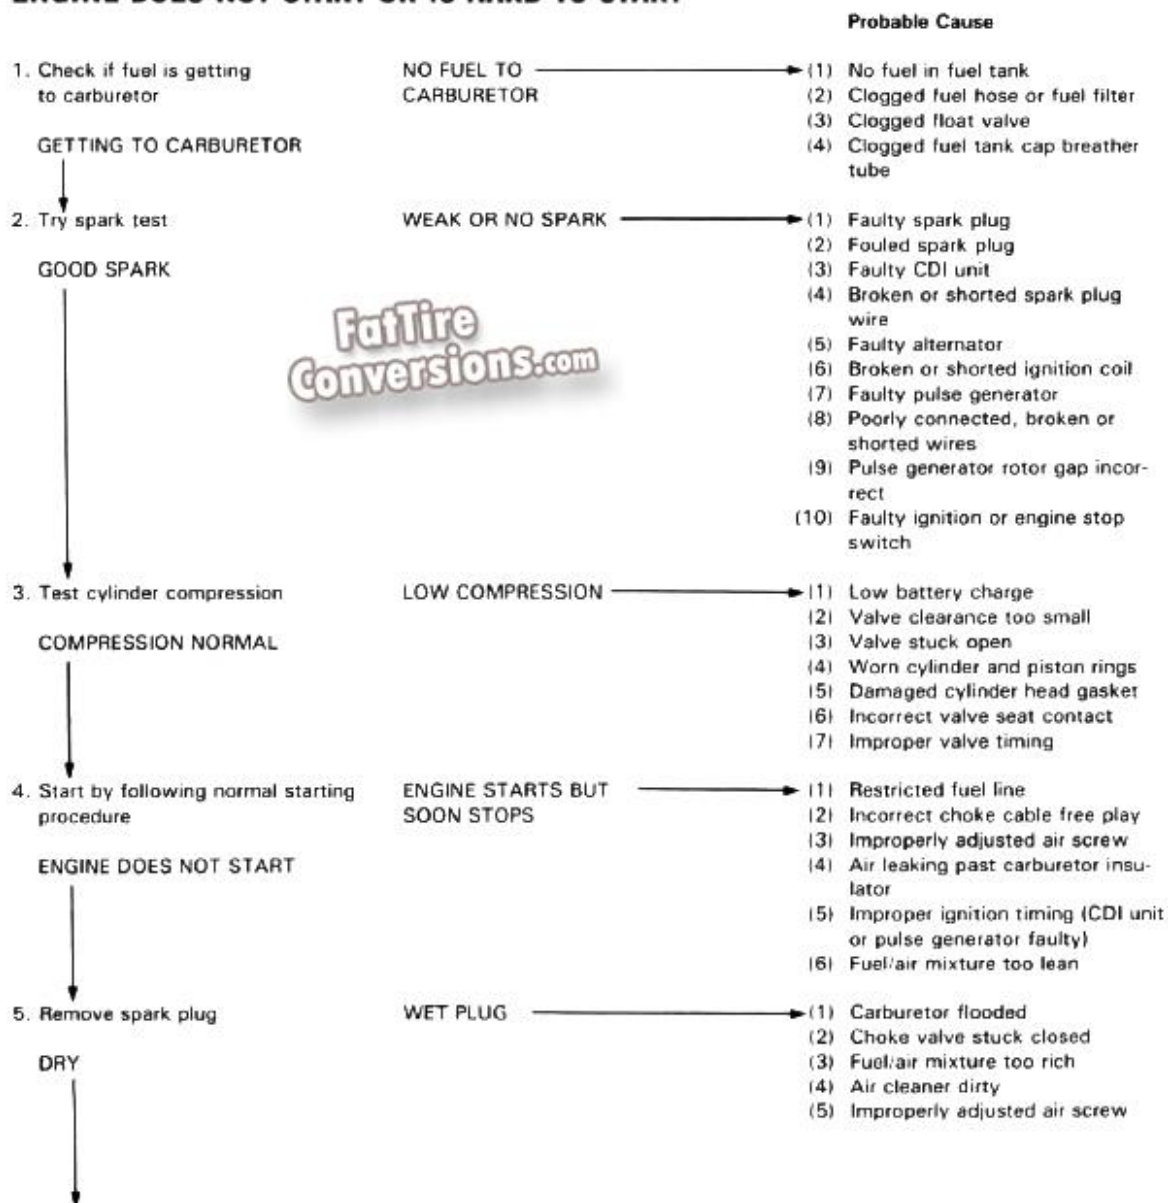 ENGINE DOES NOT START OR IS HARD TO START
Probable Cause
1. Check if fuel is getting
to carburetor
GETTING TO CARBURETOR
NO FUEL TO
CARBURETOR
(1) No fuel in fuel tank
(2) Clogged fuel hose or fuel filter
(3) Clogged float valve
(4) Clogged fuel tank cap breather
tube
2. Try spark test
GOOD SPARK
WEAK OR NO SPARK
(1) Faulty spark plug
(2) Fouled spark plug
(3) Faulty CDI unit
(4) Broken or shorted spark plug
wire
(5) Faulty alternator
(6) Broken or shorted ignition coil
(7) Faulty pulse generator
(8) Poorly connected, broken or
shorted wires
(9) Pulse generator rotor gap incor-
rect
(10) Faulty ignition or engine stop
switch
FatTire
Conversions.com
3. Test cylinder compression
COMPRESSION NORMAL
LOW COMPRESSION
(1) Low battery charge
(2) Valve clearance too small
(3) Valve stuck open
(4) Worn cylinder and piston rings
(5) Damaged cylinder head gasket
(6) Incorrect valve seat contact
(7) Improper valve timing
4. Start by following normal starting
procedure
ENGINE DOES NOT START
ENGINE STARTS BUT
SOON STOPS
(1) Restricted fuel line
(2) Incorrect choke cable free play
(3) Improperly adjusted air screw
(4) Air leaking past carburetor insu-
lator
(5) Improper ignition timing (CDI unit
or pulse generator faulty)
(6) Fuel/air mixture too lean
5. Remove spark plug
DRY
WET PLUG
(1) Carburetor flooded
(2) Choke valve stuck closed
(3) Fuel/air mixture too rich
(4) Air cleaner dirty
(5) Improperly adjusted air screw